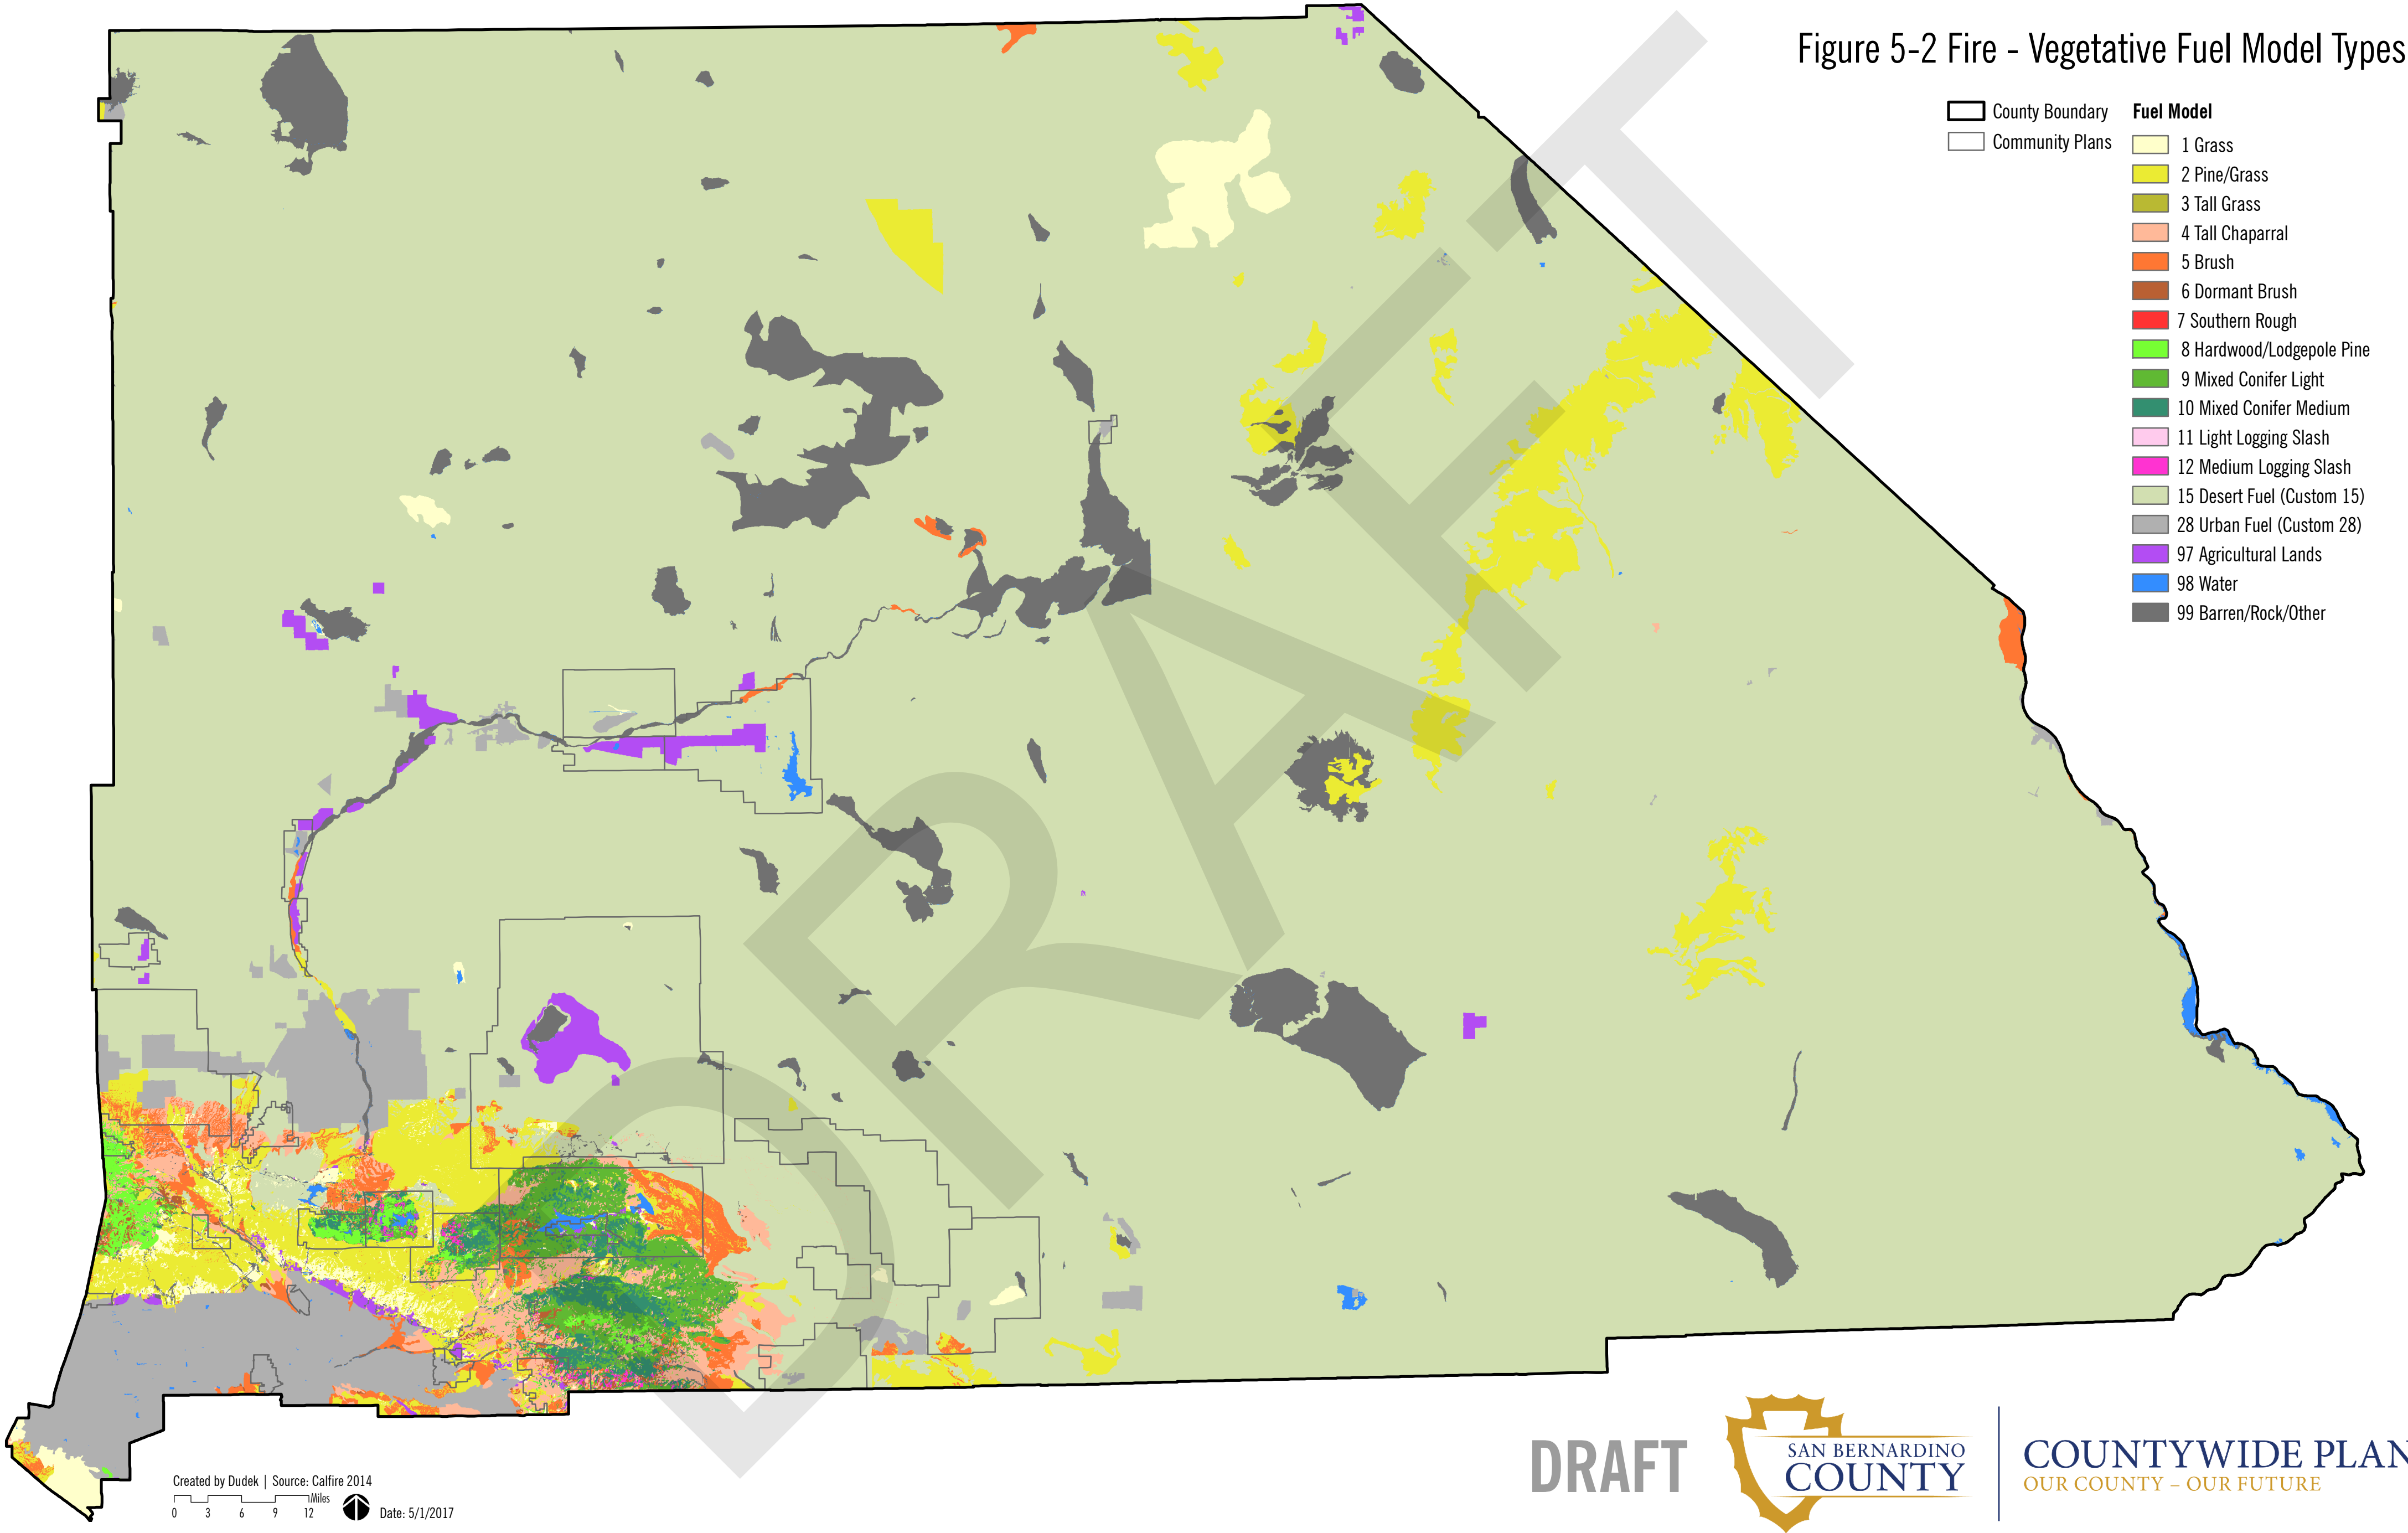 Figure 5-2 Fire - Vegetative Fuel Model Types
County Boundary
Community Plans
Fuel Model
1 Grass
2 Pine/Grass
3 Tall Grass
4 Tall Chaparral
5 Brush
6 Dormant Brush
7 Southern Rough
8 Hardwood/Lodgepole Pine
9 Mixed Conifer Light
10 Mixed Conifer Medium
11 Light Logging Slash
12 Medium Logging Slash
15 Desert Fuel (Custom 15)
28 Urban Fuel (Custom 28)
97 Agricultural Lands
98 Water
99 Barren/Rock/Other
DRAFT
Created by Dudek | Source: Calfire 2014
Miles
0 3 6 9 12
Date: 5/1/2017
DRAFT
SAN BERNARDINO
COUNTY
COUNTYWIDE PLAN
OUR COUNTY – OUR FUTURE